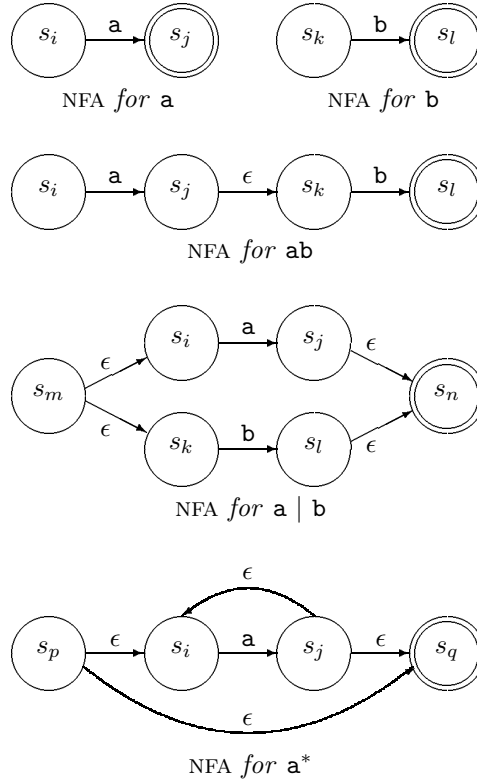 s_i a s_j s_k b s_l
NFA for a NFA for b
s_i a s_j ϵ s_k b s_l
NFA for ab
ϵ s_i a s_j ϵ
s_m s_n
ϵ s_k b s_l ϵ
NFA for a | b
ϵ
s_p ϵ s_i a s_j ϵ s_q
ϵ
NFA for a*